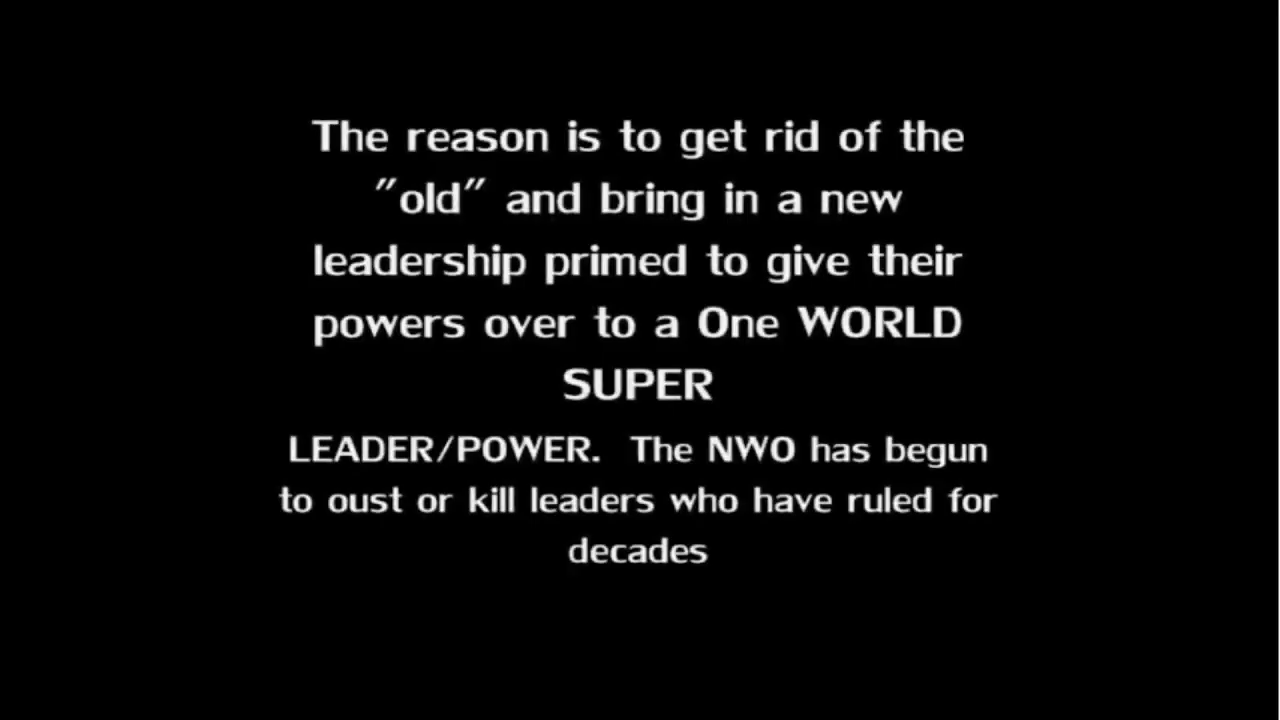 The reason is to get rid of the
"old" and bring in a new
leadership primed to give their
powers over to a One WORLD
SUPER
LEADER/POWER.  The NWO has begun
to oust or kill leaders who have ruled for
decades